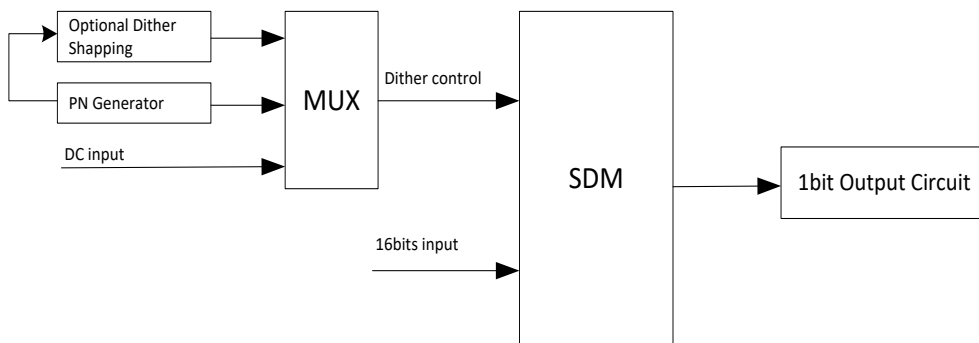 Optional Dither
Shapping
PN Generator
DC input
MUX
Dither control
16bits input
SDM
1bit Output Circuit